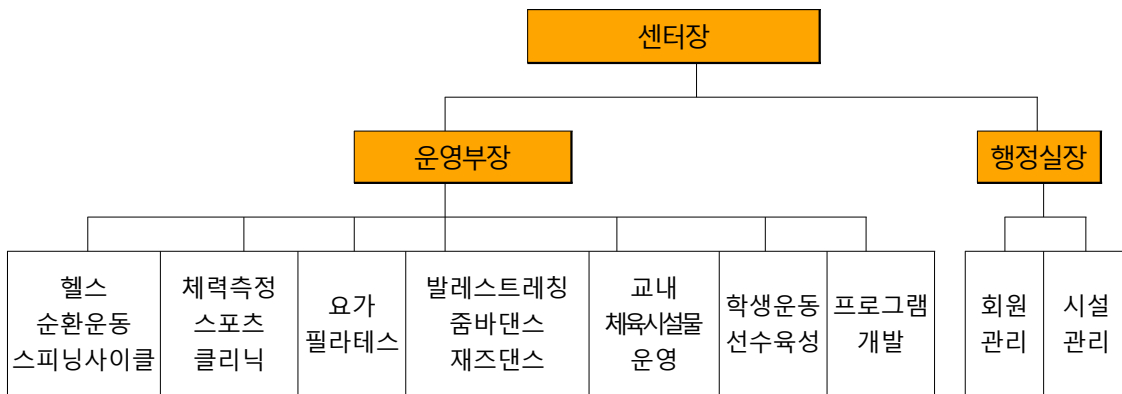 센터장
운영부장
행정실장
헬스
순환운동
스피닝사이클
체력측정
스포츠
클리닉
요가
필라테스
발레스트레칭
줌바댄스
재즈댄스
교내
체육시설물
운영
학생운동
선수육성
프로그램
개발
회원
관리
시설
관리